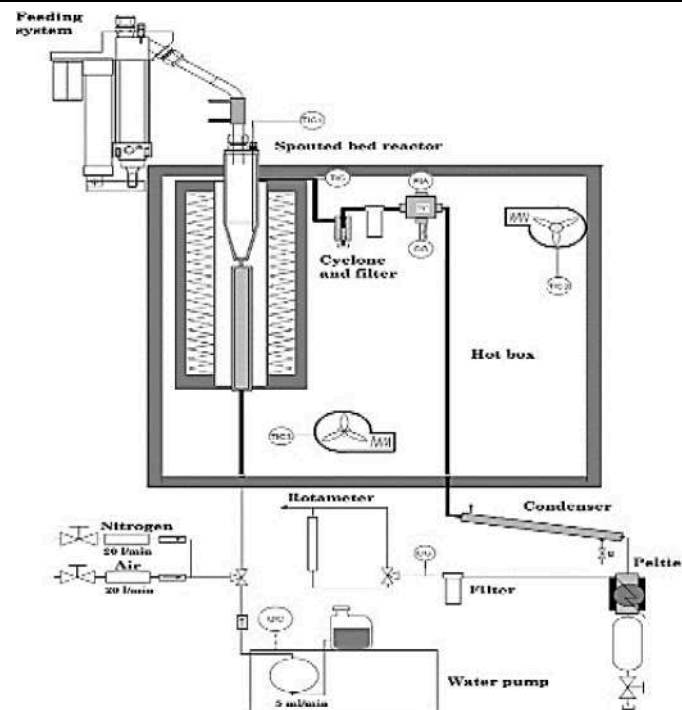 Feeding
system
TIC1
Spouted bed reactor
Cyclone
and filter
Hot box
Rotameter
Condenser
Nitrogen
20 l/min
Air
20 l/min
Filter
Peltie
Water pump
5 ml/min